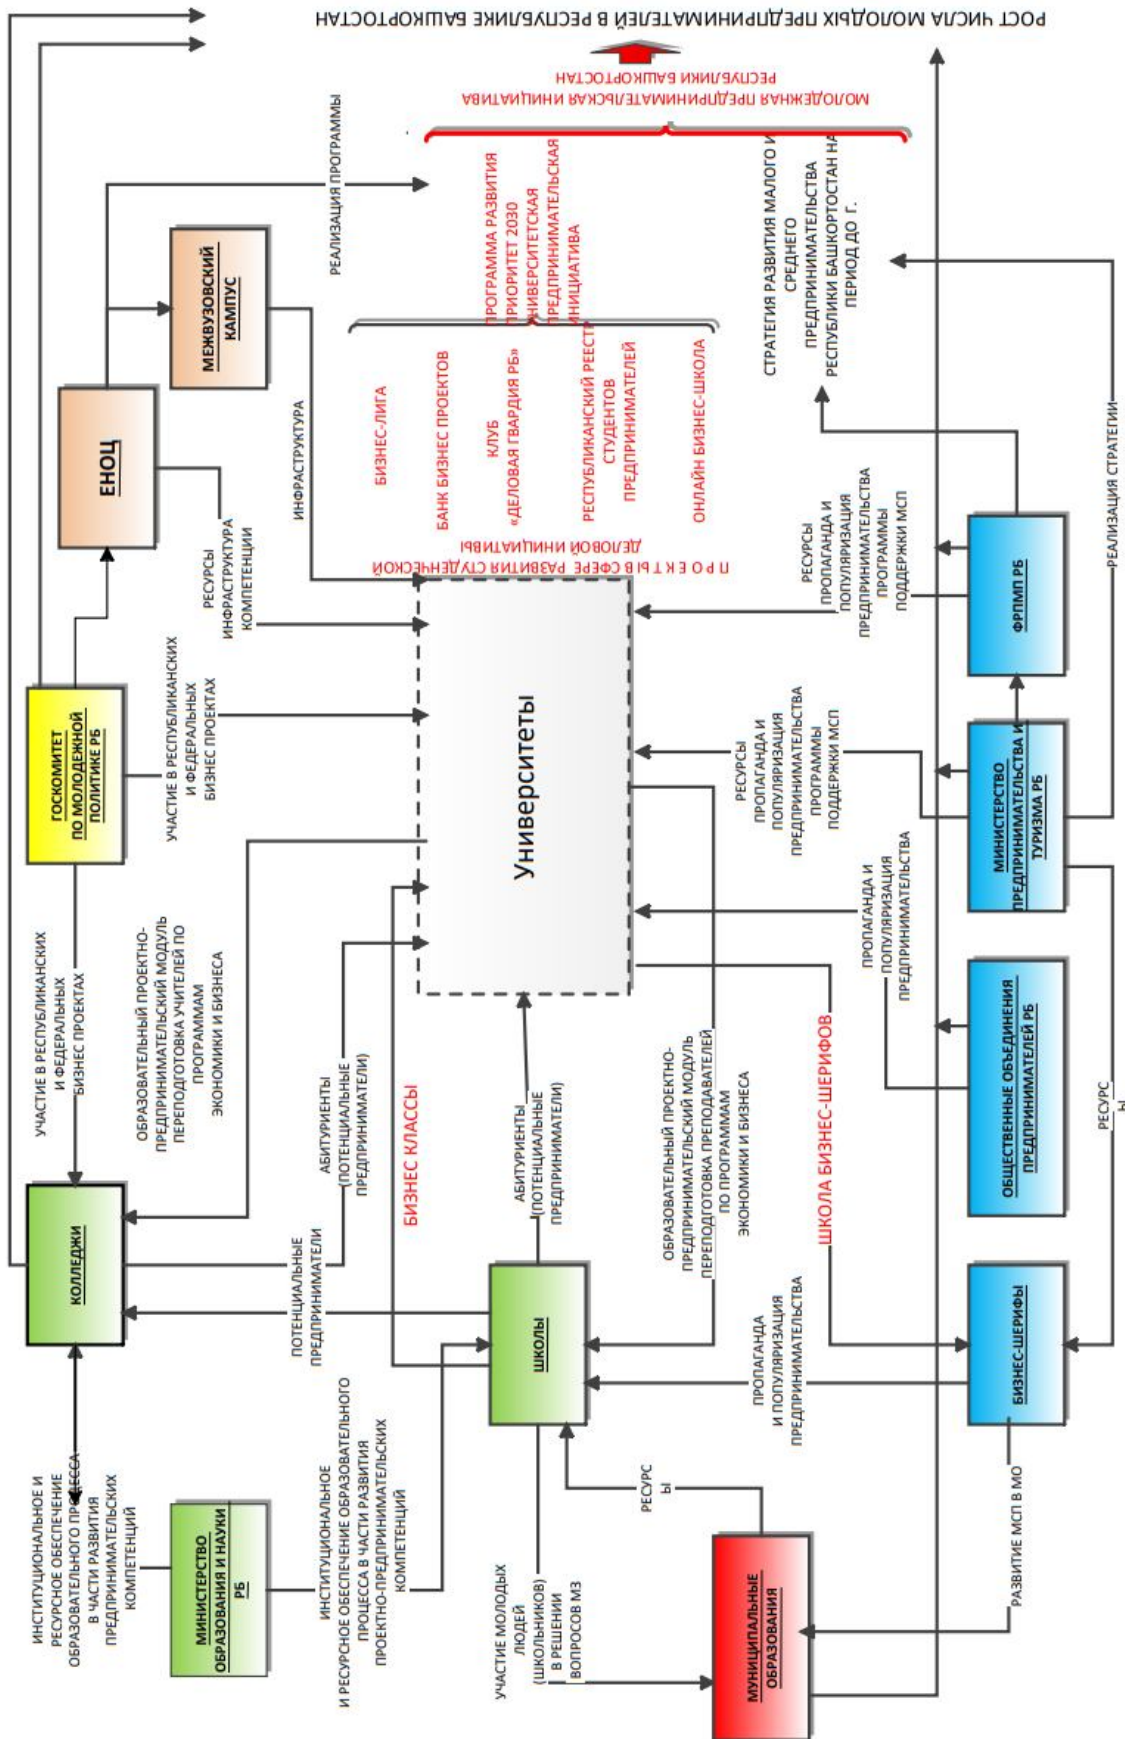 ИНСТИТУЦИОНАЛЬНОЕ И
РЕСУРСНОЕ ОБЕСПЕЧЕНИЕ
ОБРАЗОВАТЕЛЬНОГО ПРОЦЕССА
В ЧАСТИ РАЗВИТИЯ
ПРЕДПРИНИМАТЕЛЬСКИХ
КОМПЕТЕНЦИЙ
КОЛЛЕДЖИ
УЧАСТИЕ В РЕСПУБЛИКАНСКИХ
И ФЕДЕРАЛЬНЫХ
БИЗНЕС ПРОЕКТАХ
ГОСКОМИТЕТ
ПО МОЛОДЕЖНОЙ
ПОЛИТИКЕ РБ
ЕНОЦ
МЕЖВУЗОВСКИЙ
КАМПУС
МИНИСТЕРСТВО
ОБРАЗОВАНИЯ И НАУКИ
РБ
ОБРАЗОВАТЕЛЬНЫЙ ПРОЕКТНО-
ПРЕДПРИНИМАТЕЛЬСКИЙ МОДУЛЬ
ПЕРЕПОДГОТОВКА УЧИТЕЛЕЙ ПО
ПРОГРАММАМ
ЭКОНОМИКИ И БИЗНЕСА
УЧАСТИЕ В РЕСПУБЛИКАНСКИХ
И ФЕДЕРАЛЬНЫХ
БИЗНЕС ПРОЕКТАХ
РЕСУРСЫ
ИНФРАСТРУКТУРА
КОМПЕТЕНЦИИ
ИНФРАСТРУКТУРА
РЕАЛИЗАЦИЯ ПРОГРАММЫ
ИНСТИТУЦИОНАЛЬНОЕ
И РЕСУРСНОЕ ОБЕСПЕЧЕНИЕ ОБРАЗОВАТЕЛЬНОГО
ПРОЦЕССА В ЧАСТИ РАЗВИТИЯ
ПРОЕКТНО-ПРЕДПРИНИМАТЕЛЬСКИХ
КОМПЕТЕНЦИЙ
ПОТЕНЦИАЛЬНЫЕ
ПРЕДПРИНИМАТЕЛИ
АБИТУРИЕНТЫ
(ПОТЕНЦИАЛЬНЫЕ
ПРЕДПРИНИМАТЕЛИ)
БИЗНЕС КЛАССЫ
ШКОЛЫ
АБИТУРИЕНТЫ
(ПОТЕНЦИАЛЬНЫЕ
ПРЕДПРИНИМАТЕЛИ)
Университеты
П Р О Е К Т Ы В СФЕРЕ РАЗВИТИЯ СТУДЕНЧЕСКОЙ
ДЕЛОВОЙ ИНИЦИАТИВЫ
БИЗНЕС-ЛИГА
БАНК БИЗНЕС ПРОЕКТОВ
КЛУБ
«ДЕЛОВАЯ ГВАРДИЯ РБ»
РЕСПУБЛИКАНСКИЙ РЕЕСТР
СТУДЕНТОВ
ПРЕДПРИНИМАТЕЛЕЙ
ОНЛАЙН БИЗНЕС-ШКОЛА
ПРОГРАММА РАЗВИТИЯ
ПРИОРИТЕТ 2030
УНИВЕРСИТЕТСКАЯ
ПРЕДПРИНИМАТЕЛЬСКАЯ
ИНИЦИАТИВА
МОЛОДЕЖНАЯ ПРЕДПРИНИМАТЕЛЬСКАЯ ИНИЦИАТИВА
РЕСПУБЛИКИ БАШКОРТОСТАН
РОСТ ЧИСЛА МОЛОДЫХ ПРЕДПРИНИМАТЕЛЕЙ В РЕСПУБЛИКЕ БАШКОРТОСТАН
УЧАСТИЕ МОЛОДЫХ
ЛЮДЕЙ
(ШКОЛЬНИКОВ)
В РЕШЕНИИ
ВОПРОСОВ МЗ
РЕСУРС
Ы
ОБРАЗОВАТЕЛЬНЫЙ ПРОЕКТНО-
ПРЕДПРИНИМАТЕЛЬСКИЙ МОДУЛЬ
ПЕРЕПОДГОТОВКА ПРЕПОДАВАТЕЛЕЙ
ПО ПРОГРАММАМ
ЭКОНОМИКИ И БИЗНЕСА
ПРОПАГАНДА
И ПОПУЛЯРИЗАЦИЯ
ПРЕДПРИНИМАТЕЛЬСТВА
ШКОЛА БИЗНЕС-ШЕРИФОВ
ПРОПАГАНДА И
ПОПУЛЯРИЗАЦИЯ
ПРЕДПРИНИМАТЕЛЬСТВА
РЕСУРСЫ
ПРОПАГАНДА И
ПОПУЛЯРИЗАЦИЯ
ПРЕДПРИНИМАТЕЛЬСТВА
ПРОГРАММЫ
ПОДДЕРЖКИ МСП
РЕСУРСЫ
ПРОПАГАНДА И
ПОПУЛЯРИЗАЦИЯ
ПРЕДПРИНИМАТЕЛЬСТВА
ПРОГРАММЫ
ПОДДЕРЖКИ МСП
СТРАТЕГИЯ РАЗВИТИЯ МАЛОГО И
СРЕДНЕГО
ПРЕДПРИНИМАТЕЛЬСТВА
РЕСПУБЛИКИ БАШКОРТОСТАН НА
ПЕРИОД ДО Г.
МУНИЦИПАЛЬНЫЕ
ОБРАЗОВАНИЯ
РАЗВИТИЕ МСП В МО
БИЗНЕС-ШЕРИФЫ
ОБЩЕСТВЕННЫЕ ОБЪЕДИНЕНИЯ
ПРЕДПРИНИМАТЕЛЕЙ РБ
МИНИСТЕРСТВО
ПРЕДПРИНИМАТЕЛЬСТВА И
ТУРИЗМА РБ
ФРПМП РБ
РЕСУРС
Ы
РЕАЛИЗАЦИЯ СТРАТЕГИИ